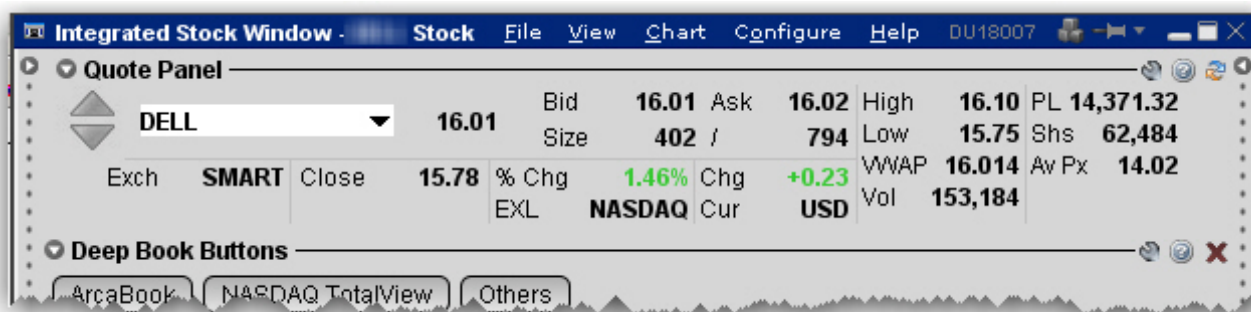 Integrated Stock Window - Stock File View Chart Configure Help DU18007
Quote Panel
DELL 16.01 Bid 16.01 Ask 16.02 High 16.10 PL 14,371.32
Size 402 / 794 Low 15.75 Shs 62,484
Exch SMART Close 15.78 % Chg 1.46% Chg +0.23 VWAP 16.014 Av Px 14.02
EXL NASDAQ Cur USD Vol 153,184
Deep Book Buttons
ArcaBook NASDAQ TotalView Others